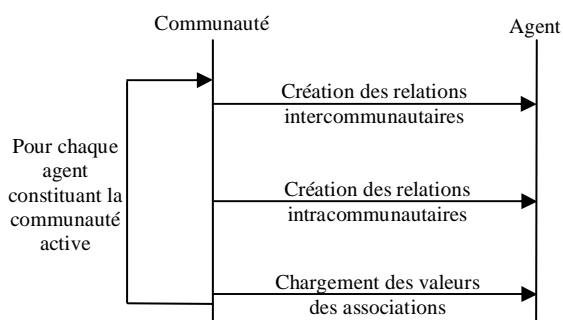 Communauté
Agent
Création des relations
intercommunautaires
Pour chaque
agent
constituant la
communauté
active
Création des relations
intracommunautaires
Chargement des valeurs
des associations